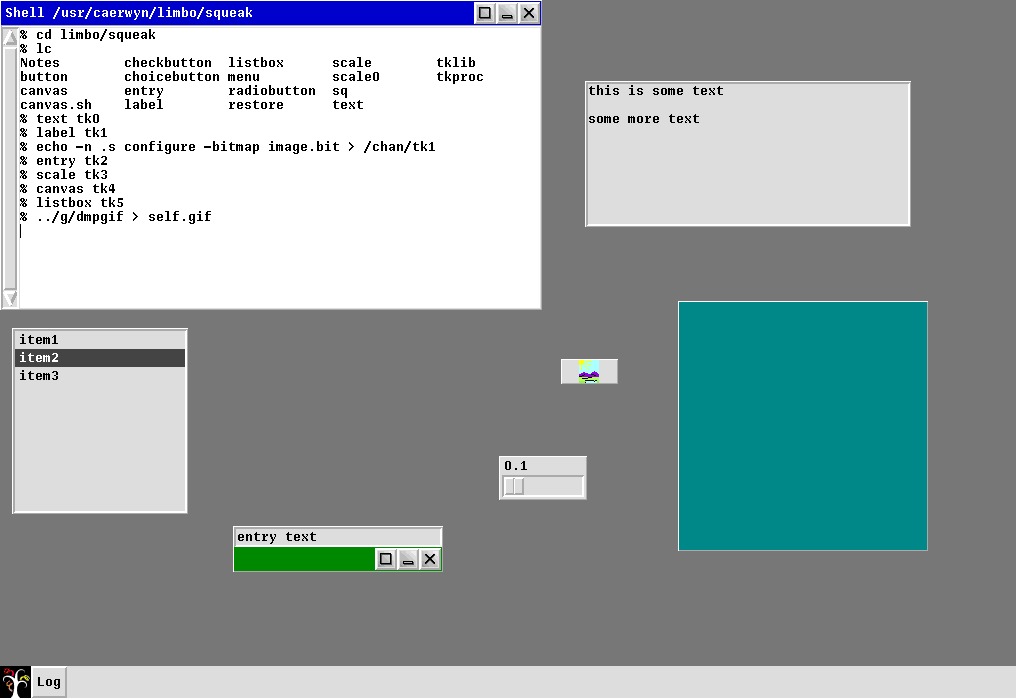 Shell /usr/caerwyn/limbo/squeak
% cd limbo/squeak
% lc
Notes checkbutton listbox scale tklib
button choicebutton menu scale0 tkproc
canvas entry radiobutton sq
canvas.sh label restore text
% text tk0
% label tk1
% echo -n .s configure -bitmap image.bit > /chan/tk1
% entry tk2
% scale tk3
% canvas tk4
% listbox tk5
% ../g/dmpgif > self.gif
this is some text
some more text
item1
item2
item3
0.1
entry text
Log